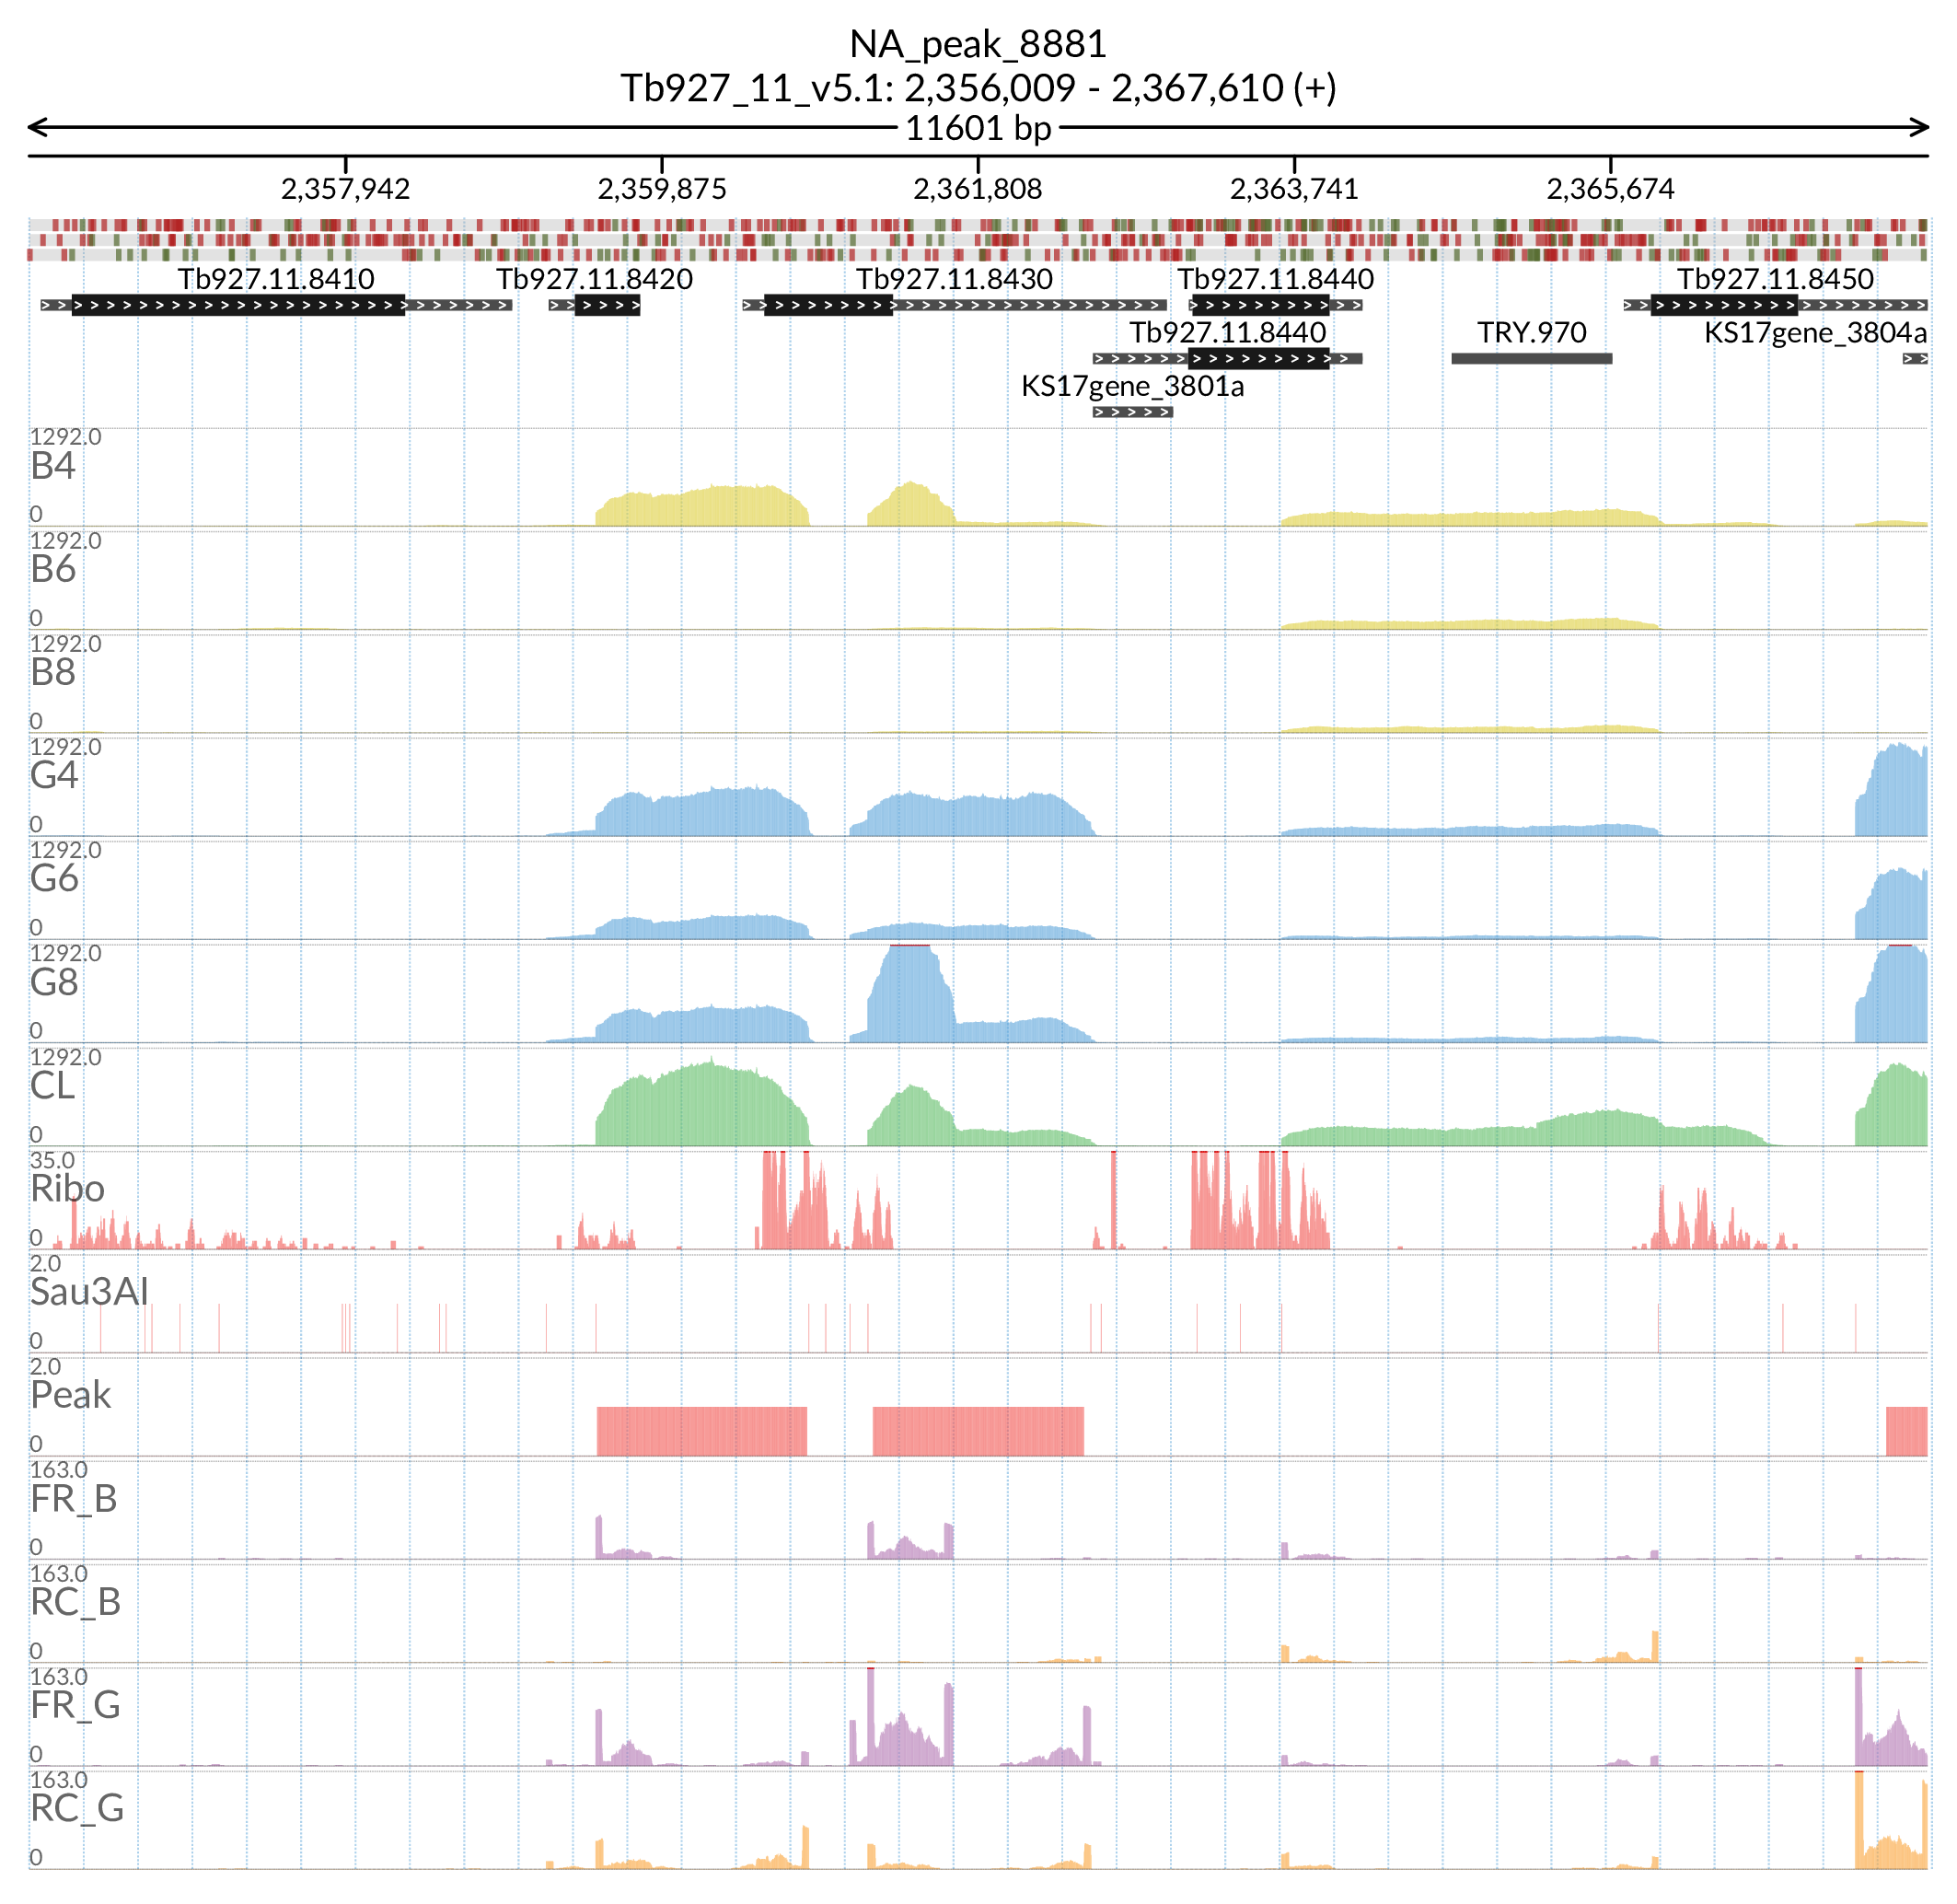 NA_peak_8881
Tb927_11_v5.1: 2,356,009 - 2,367,610 (+)
11601 bp
2,357,942 2,359,875 2,361,808 2,363,741 2,365,674
Tb927.11.8410 Tb927.11.8420 Tb927.11.8430 Tb927.11.8440 Tb927.11.8450
Tb927.11.8440 TRY.970 KS17gene_3804a
KS17gene_3801a
1292.0
B4
0
1292.0
B6
0
1292.0
B8
0
1292.0
G4
0
1292.0
G6
0
1292.0
G8
0
1292.0
CL
0
35.0
Ribo
0
2.0
Sau3AI
0
2.0
Peak
0
163.0
FR_B
0
163.0
RC_B
0
163.0
FR_G
0
163.0
RC_G
0